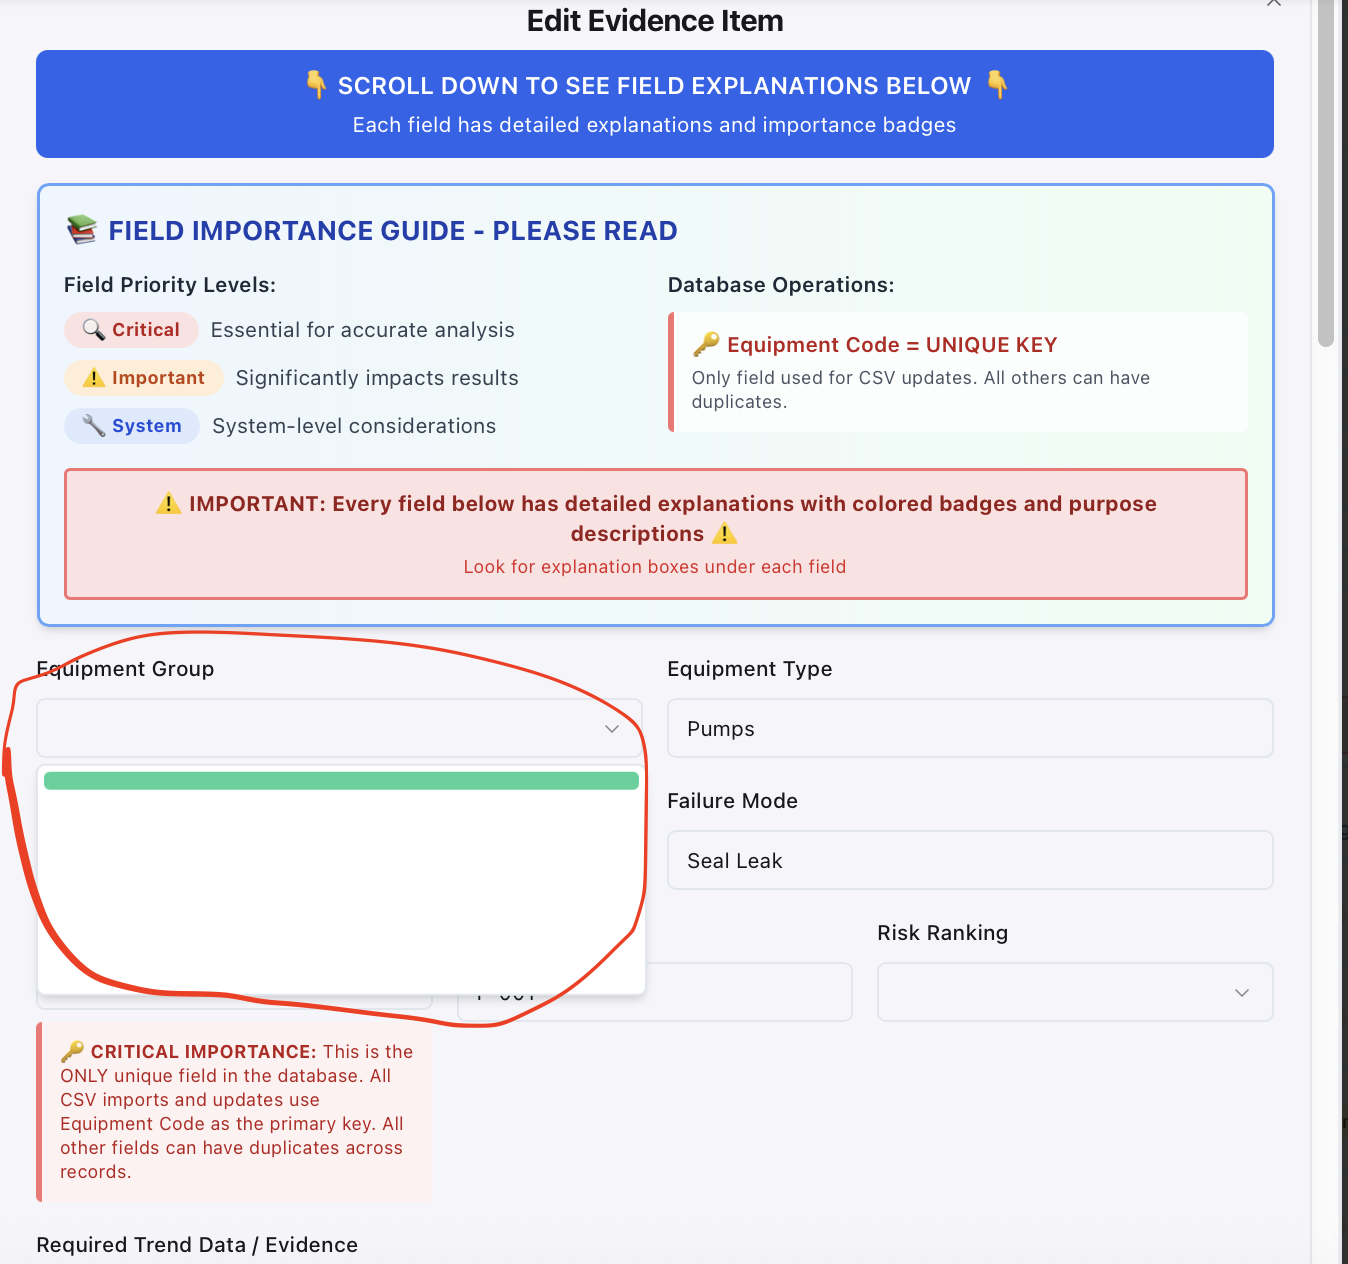 Edit Evidence Item
👇 SCROLL DOWN TO SEE FIELD EXPLANATIONS BELOW 👇
Each field has detailed explanations and importance badges
📚 FIELD IMPORTANCE GUIDE - PLEASE READ
Field Priority Levels:
🔍 Critical Essential for accurate analysis
⚠️ Important Significantly impacts results
🔧 System System-level considerations
Database Operations:
🔑 Equipment Code = UNIQUE KEY
Only field used for CSV updates. All others can have
duplicates.
⚠️ IMPORTANT: Every field below has detailed explanations with colored badges and purpose
descriptions ⚠️
Look for explanation boxes under each field
Equipment Group
Equipment Type
Pumps
Failure Mode
Seal Leak
Risk Ranking
🔑 CRITICAL IMPORTANCE: This is the
ONLY unique field in the database. All
CSV imports and updates use
Equipment Code as the primary key. All
other fields can have duplicates across
records.
Required Trend Data / Evidence